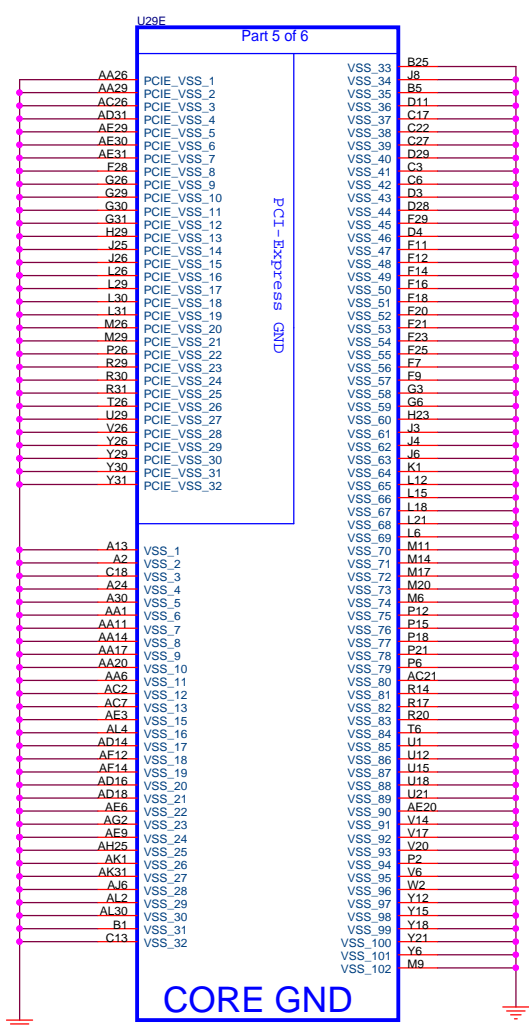 U29E
Part 5 of 6
AA26 PCIE_VSS_1
AA29 PCIE_VSS_2
AC26 PCIE_VSS_3
AD31 PCIE_VSS_4
AE29 PCIE_VSS_5
AE30 PCIE_VSS_6
AE31 PCIE_VSS_7
F28 PCIE_VSS_8
G26 PCIE_VSS_9
G29 PCIE_VSS_10
G30 PCIE_VSS_11
G31 PCIE_VSS_12
H29 PCIE_VSS_13
J25 PCIE_VSS_14
J26 PCIE_VSS_15
L26 PCIE_VSS_16
L29 PCIE_VSS_17
L30 PCIE_VSS_18
L31 PCIE_VSS_19
M26 PCIE_VSS_20
M29 PCIE_VSS_21
P26 PCIE_VSS_22
R29 PCIE_VSS_23
R30 PCIE_VSS_24
R31 PCIE_VSS_25
T26 PCIE_VSS_26
U29 PCIE_VSS_27
V26 PCIE_VSS_28
Y26 PCIE_VSS_29
Y29 PCIE_VSS_30
Y30 PCIE_VSS_31
Y31 PCIE_VSS_32
PCI-Express GND
A13 VSS_1
A2 VSS_2
C18 VSS_3
A24 VSS_4
A30 VSS_5
AA1 VSS_6
AA11 VSS_7
AA14 VSS_8
AA17 VSS_9
AA20 VSS_10
AA6 VSS_11
AC2 VSS_12
AC7 VSS_13
AE3 VSS_15
AL4 VSS_16
AD14 VSS_17
AF12 VSS_18
AF14 VSS_19
AD16 VSS_20
AD18 VSS_21
AE6 VSS_22
AG2 VSS_23
AE9 VSS_24
AH25 VSS_25
AK1 VSS_26
AK31 VSS_27
AJ6 VSS_28
AL2 VSS_29
AL30 VSS_30
B1 VSS_31
C13 VSS_32
VSS_33 B25
VSS_34 J8
VSS_35 B5
VSS_36 D11
VSS_37 C17
VSS_38 C22
VSS_39 C27
VSS_40 D29
VSS_41 C3
VSS_42 C6
VSS_43 D3
VSS_44 D28
VSS_45 F29
VSS_46 D4
VSS_47 F11
VSS_48 F12
VSS_49 F14
VSS_50 F16
VSS_51 F18
VSS_52 F20
VSS_53 F21
VSS_54 F23
VSS_55 F25
VSS_56 F7
VSS_57 F9
VSS_58 G3
VSS_59 G6
VSS_60 H23
VSS_61 J3
VSS_62 J4
VSS_63 J6
VSS_64 K1
VSS_65 L12
VSS_66 L15
VSS_67 L18
VSS_68 L21
VSS_69 L6
VSS_70 M11
VSS_71 M14
VSS_72 M17
VSS_73 M20
VSS_74 M6
VSS_75 P12
VSS_76 P15
VSS_77 P18
VSS_78 P21
VSS_79 P6
VSS_80 AC21
VSS_81 R14
VSS_82 R17
VSS_83 R20
VSS_84 T6
VSS_85 U1
VSS_86 U12
VSS_87 U15
VSS_88 U18
VSS_89 U21
VSS_90 AE20
VSS_91 V14
VSS_92 V17
VSS_93 V20
VSS_94 P2
VSS_95 V6
VSS_96 W2
VSS_97 Y12
VSS_98 Y15
VSS_99 Y18
VSS_100 Y21
VSS_101 Y6
VSS_102 M9
CORE GND